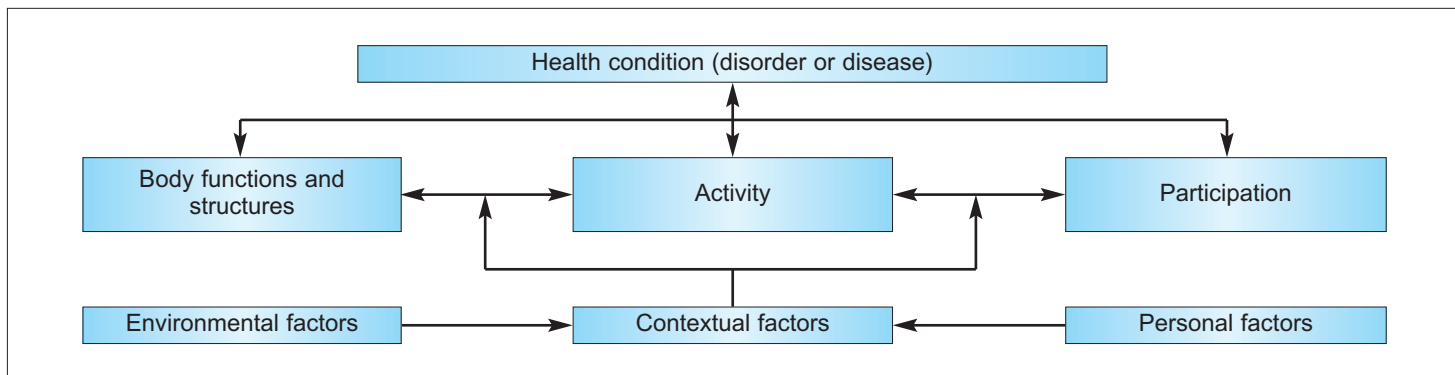 Health condition (disorder or disease)
Body functions and
structures
Activity
Participation
Environmental factors
Contextual factors
Personal factors